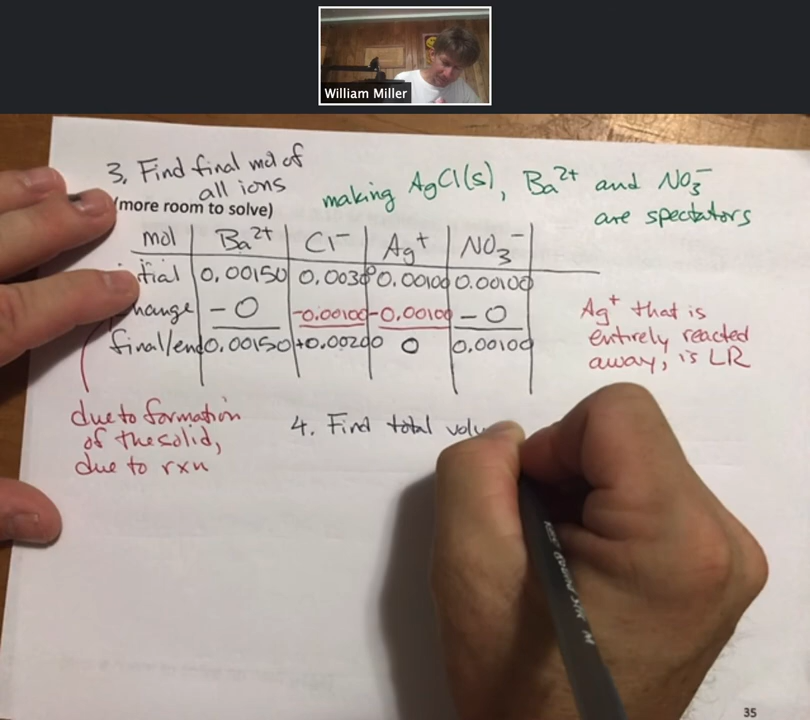 William Miller
3. Find final mol of
all ions
(more room to solve)
making AgCl(s), Ba²⁺ and NO₃⁻
are spectators
mol Ba²⁺ Cl⁻ Ag⁺ NO₃⁻
initial 0.00150 0.00300 0.00100 0.00100
change - 0 -0.00100 -0.00100 - 0
final/end 0.00150 +0.00200 0 0.00100
Ag⁺ that is
entirely reacted
away, is LR
due to formation
of the solid,
due to rxn
4. Find total
35